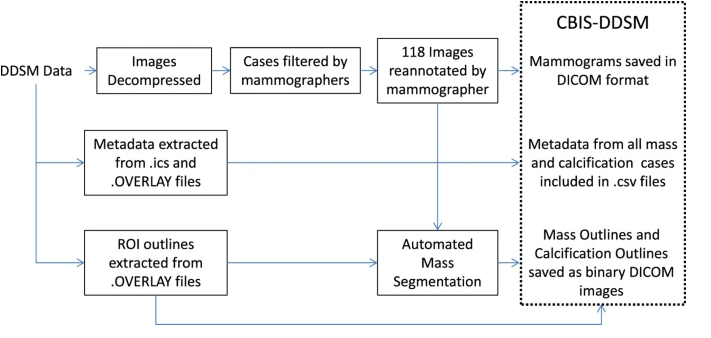 DDSM Data
Images
Decompressed
Cases filtered by
mammographers
118 Images
reannotated by
mammographer
CBIS-DDSM
Mammograms saved in
DICOM format
Metadata extracted
from .ics and
.OVERLAY files
Metadata from all mass
and calcification cases
included in .csv files
ROI outlines
extracted from
.OVERLAY files
Automated
Mass
Segmentation
Mass Outlines and
Calcification Outlines
saved as binary DICOM
images